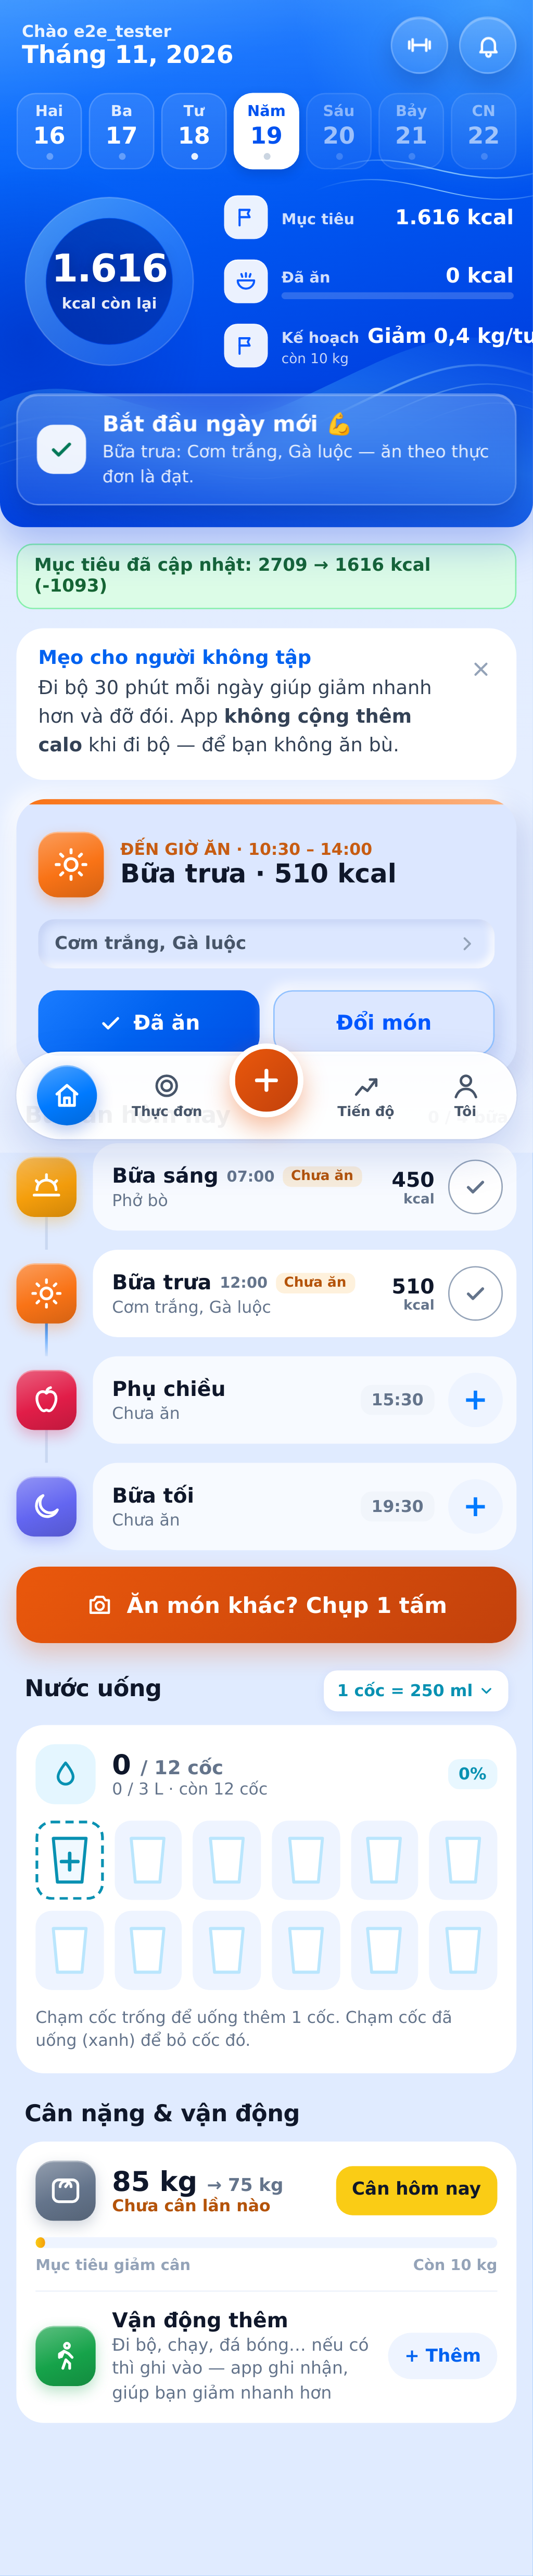 Chào e2e_tester
Tháng 11, 2026
Hai Ba Tư Năm Sáu Bảy CN
16 17 18 19 20 21 22
Mục tiêu 1.616 kcal
1.616
kcal còn lại
Đã ăn 0 kcal
Kế hoạch Giảm 0,4 kg/tu
còn 10 kg
Bắt đầu ngày mới 💪
Bữa trưa: Cơm trắng, Gà luộc — ăn theo thực
đơn là đạt.
Mục tiêu đã cập nhật: 2709 → 1616 kcal
(-1093)
Mẹo cho người không tập
Đi bộ 30 phút mỗi ngày giúp giảm nhanh
hơn và đỡ đói. App không cộng thêm
calo khi đi bộ — để bạn không ăn bù.
ĐẾN GIỜ ĂN · 10:30 – 14:00
Bữa trưa · 510 kcal
Cơm trắng, Gà luộc
Đã ăn Đổi món
Thực đơn Tiến độ Tôi
Bữa sáng 07:00 Chưa ăn 450
Phở bò kcal
Bữa trưa 12:00 Chưa ăn 510
Cơm trắng, Gà luộc kcal
Phụ chiều
Chưa ăn 15:30
Bữa tối
Chưa ăn 19:30
Ăn món khác? Chụp 1 tấm
Nước uống 1 cốc = 250 ml
0 / 12 cốc 0%
0 / 3 L · còn 12 cốc
Chạm cốc trống để uống thêm 1 cốc. Chạm cốc đã
uống (xanh) để bỏ cốc đó.
Cân nặng & vận động
85 kg → 75 kg Cân hôm nay
Chưa cân lần nào
Mục tiêu giảm cân Còn 10 kg
Vận động thêm
Đi bộ, chạy, đá bóng... nếu có
thì ghi vào — app ghi nhận, + Thêm
giúp bạn giảm nhanh hơn